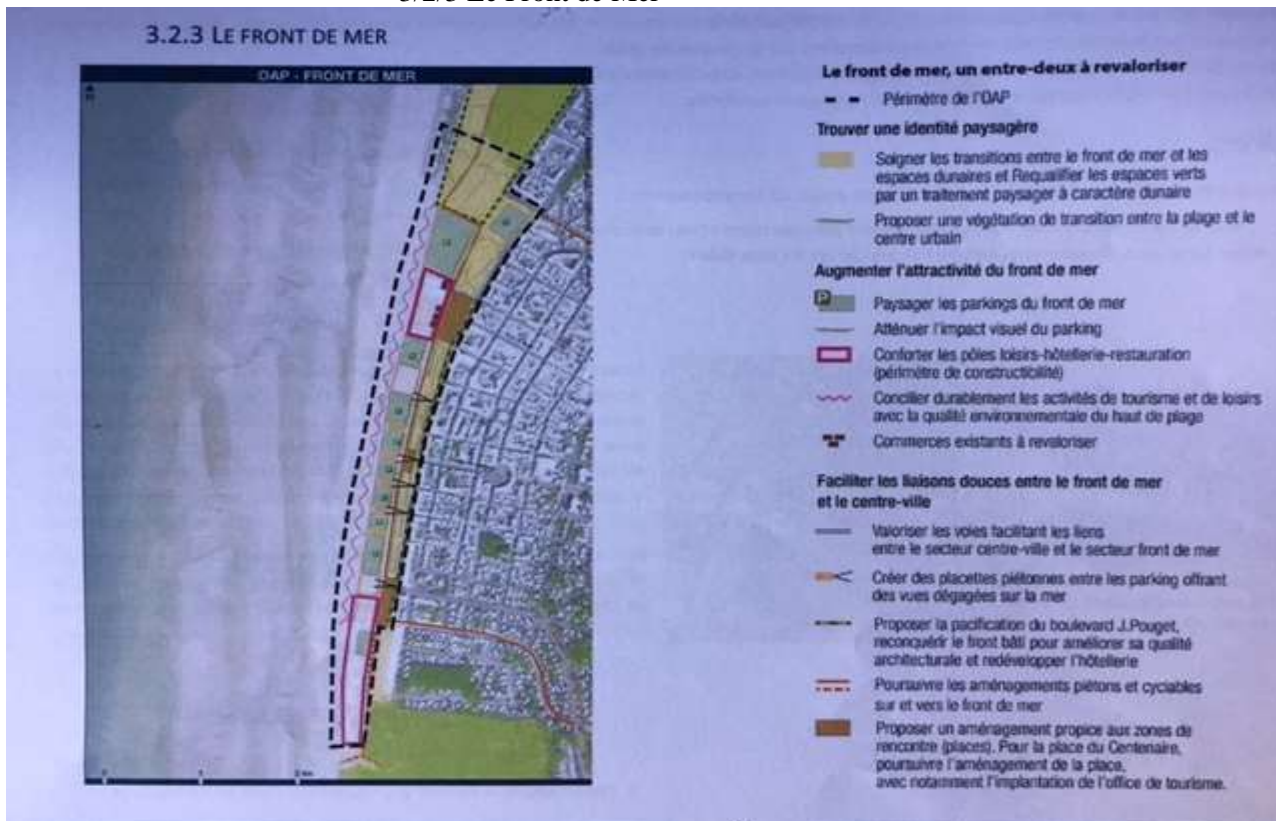 3/2/3 Le Front de Mer
3.2.3 LE FRONT DE MER
OAP - FRONT DE MER
Le front de mer, un entre-deux à revaloriser
Périmètre de l'OAP
Trouver une identité paysagère
Soigner les transitions entre le front de mer et les
espaces dunaires et Requalifier les espaces verts
par un traitement paysager à caractère dunaire
Proposer une végétation de transition entre la plage et le
centre urbain
Augmenter l'attractivité du front de mer
P
Paysager les parkings du front de mer
Atténuer l'impact visuel du parking
Conforter les pôles loisirs-hôtellerie-restauration
(périmètre de constructibilité)
Concilier durablement les activités de tourisme et de loisirs
avec la qualité environnementale du haut de plage
Commerces existants à revaloriser
Faciliter les liaisons douces entre le front de mer
et le centre-ville
Valoriser les voies facilitant les liens
entre le secteur centre-ville et le secteur front de mer
Créer des placettes piétonnes entre les parking offrant
des vues dégagées sur la mer
Proposer la pacification du boulevard J.Pouget,
reconquérir le front bâti pour améliorer sa qualité
architecturale et redévelopper l'hôtellerie
Poursuivre les aménagements piétons et cyclables
sur et vers le front de mer
Proposer un aménagement propice aux zones de
rencontre (places). Pour la place du Centenaire,
poursuivre l'aménagement de la place,
avec notamment l'implantation de l'office de tourisme.